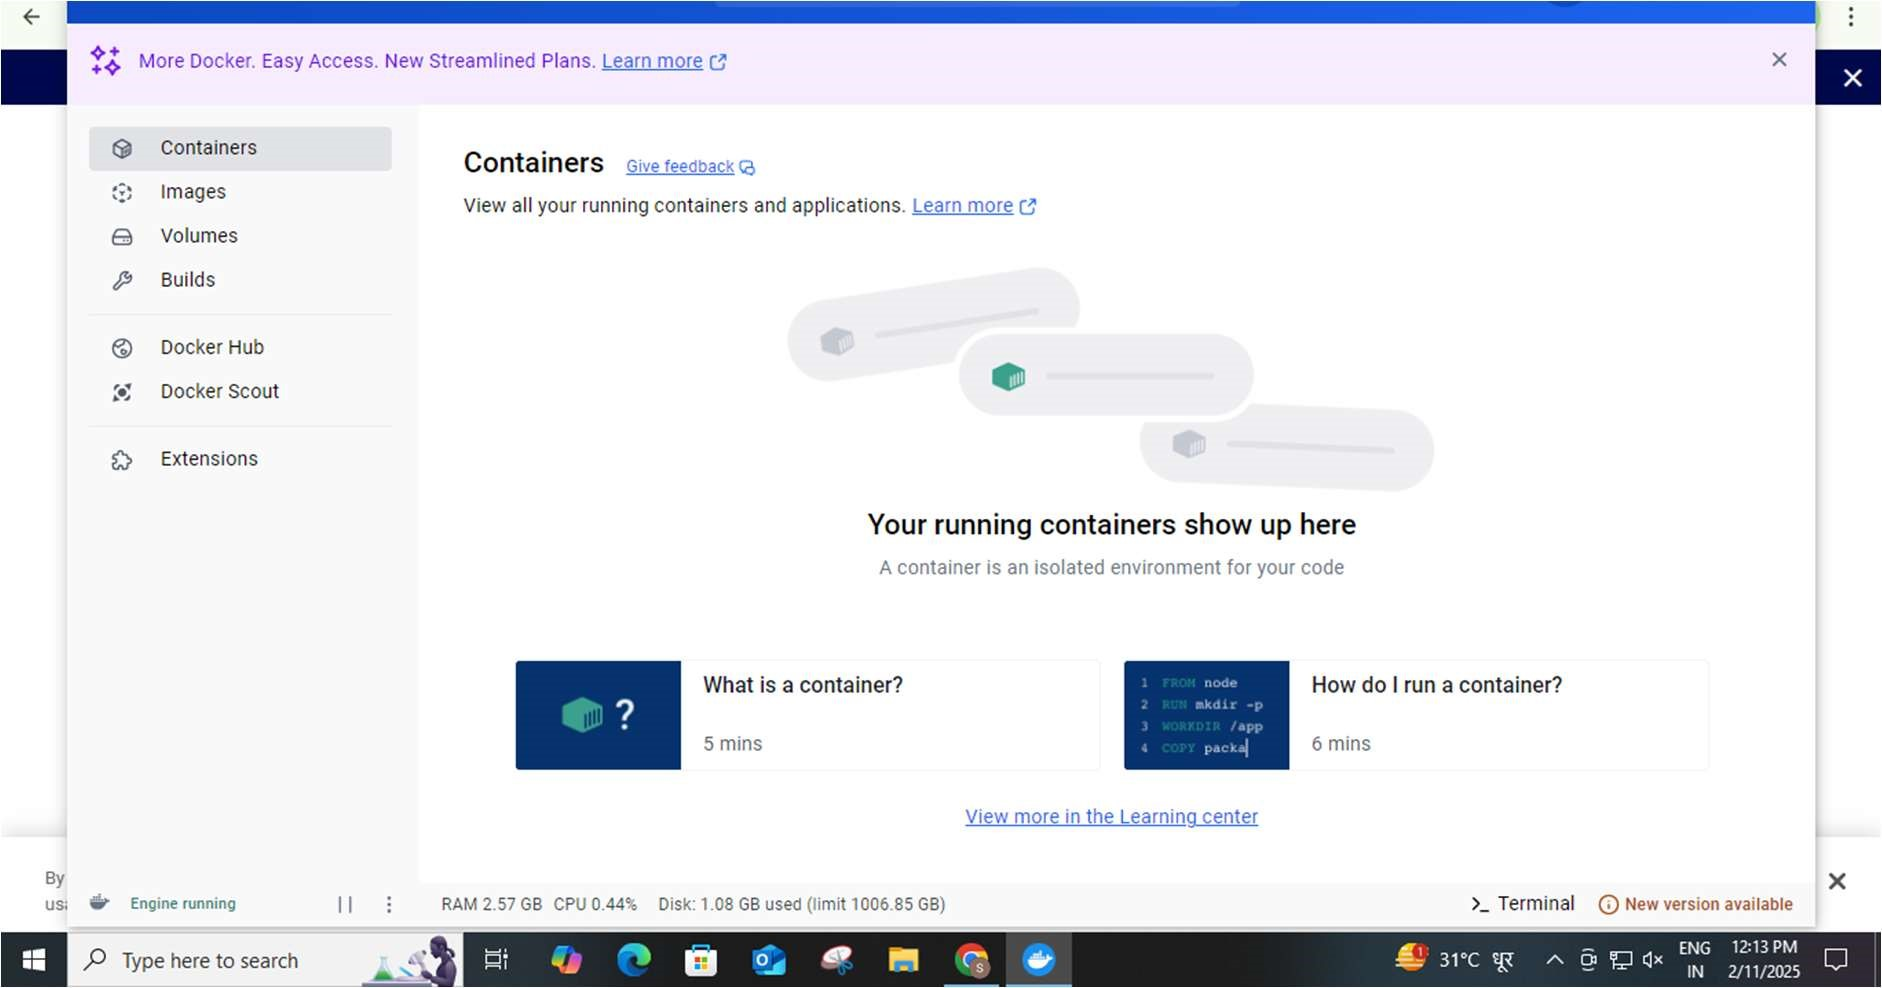 More Docker. Easy Access. New Streamlined Plans. Learn more
Containers
Images
Volumes
Builds
Docker Hub
Docker Scout
Extensions
Containers Give feedback
View all your running containers and applications. Learn more
Your running containers show up here
A container is an isolated environment for your code
?
What is a container?
5 mins
1 FROM node
2 RUN mkdir -p
3 WORKDIR /app
4 COPY packa
How do I run a container?
6 mins
View more in the Learning center
By
usa
Engine running
RAM 2.57 GB CPU 0.44% Disk: 1.08 GB used (limit 1006.85 GB)
>_ Terminal
New version available
Type here to search
S
1
31°C धूप
ENG
IN
12:13 PM
2/11/2025